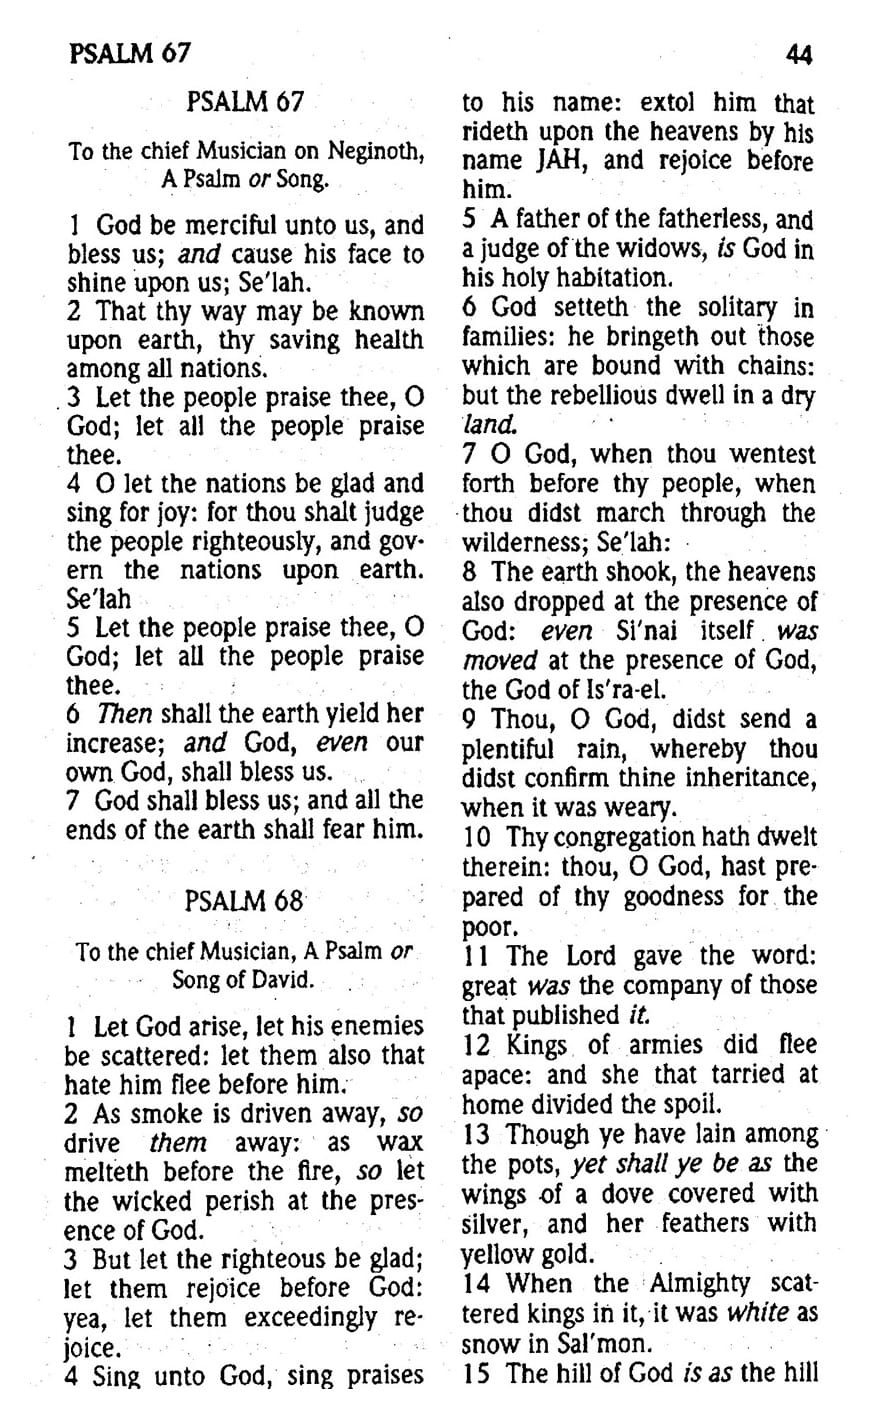 PSALM 67
44
PSALM 67
To the chief Musician on Neginoth,
A Psalm or Song.
1 God be merciful unto us, and
bless us; and cause his face to
shine upon us; Se'lah.
2 That thy way may be known
upon earth, thy saving health
among all nations.
3 Let the people praise thee, O
God; let all the people praise
thee.
4 O let the nations be glad and
sing for joy: for thou shalt judge
the people righteously, and gov-
ern the nations upon earth.
Se'lah
5 Let the people praise thee, O
God; let all the people praise
thee.
6 Then shall the earth yield her
increase; and God, even our
own God, shall bless us.
7 God shall bless us; and all the
ends of the earth shall fear him.
PSALM 68
To the chief Musician, A Psalm or
Song of David.
1 Let God arise, let his enemies
be scattered: let them also that
hate him flee before him.
2 As smoke is driven away, so
drive them away: as wax
melteth before the fire, so let
the wicked perish at the pres-
ence of God.
3 But let the righteous be glad;
let them rejoice before God:
yea, let them exceedingly re-
joice.
4 Sing unto God, sing praises
to his name: extol him that
rideth upon the heavens by his
name JAH, and rejoice before
him.
5 A father of the fatherless, and
a judge of the widows, is God in
his holy habitation.
6 God setteth the solitary in
families: he bringeth out those
which are bound with chains:
but the rebellious dwell in a dry
land.
7 O God, when thou wentest
forth before thy people, when
thou didst march through the
wilderness; Se'lah:
8 The earth shook, the heavens
also dropped at the presence of
God: even Si'nai itself was
moved at the presence of God,
the God of Is'ra-el.
9 Thou, O God, didst send a
plentiful rain, whereby thou
didst confirm thine inheritance,
when it was weary.
10 Thy congregation hath dwelt
therein: thou, O God, hast pre-
pared of thy goodness for the
poor.
11 The Lord gave the word:
great was the company of those
that published it.
12 Kings of armies did flee
apace: and she that tarried at
home divided the spoil.
13 Though ye have lain among
the pots, yet shall ye be as the
wings of a dove covered with
silver, and her feathers with
yellow gold.
14 When the Almighty scat-
tered kings in it, it was white as
snow in Sal'mon.
15 The hill of God is as the hill